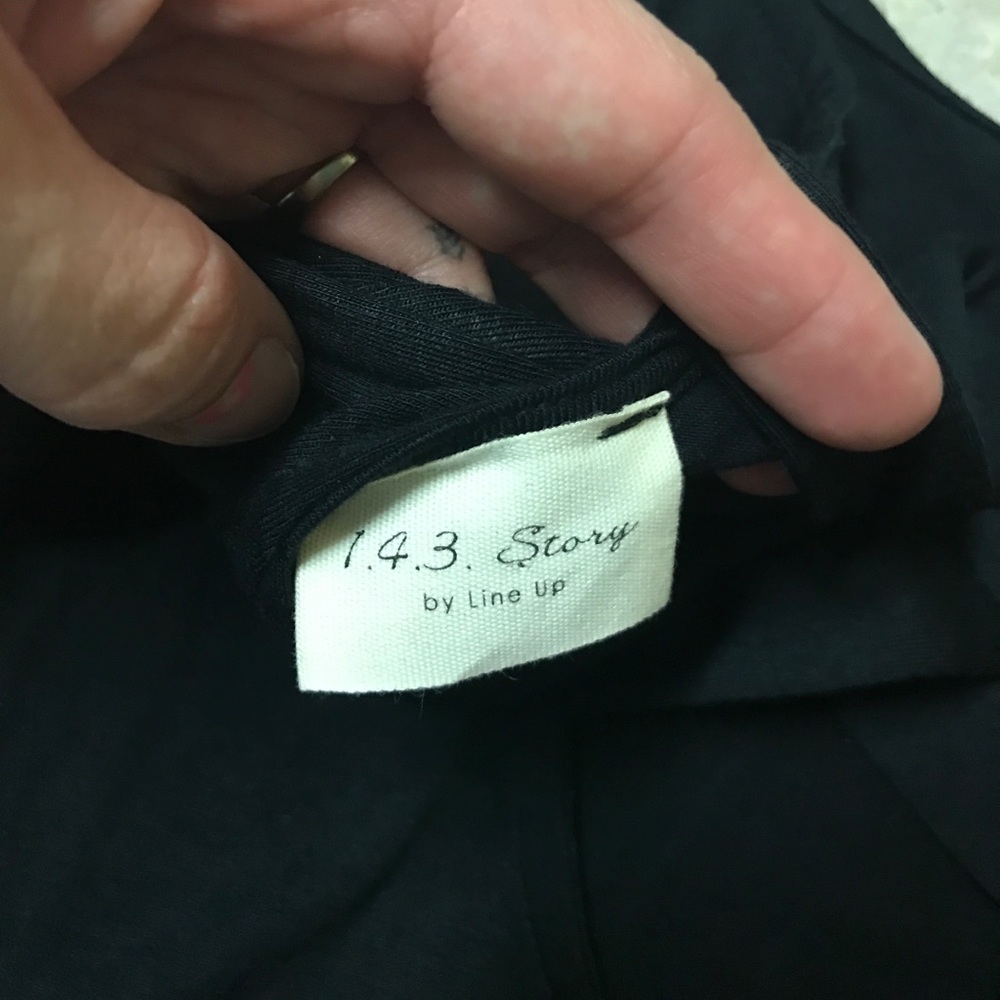 1.4.3. Story
by Line Up